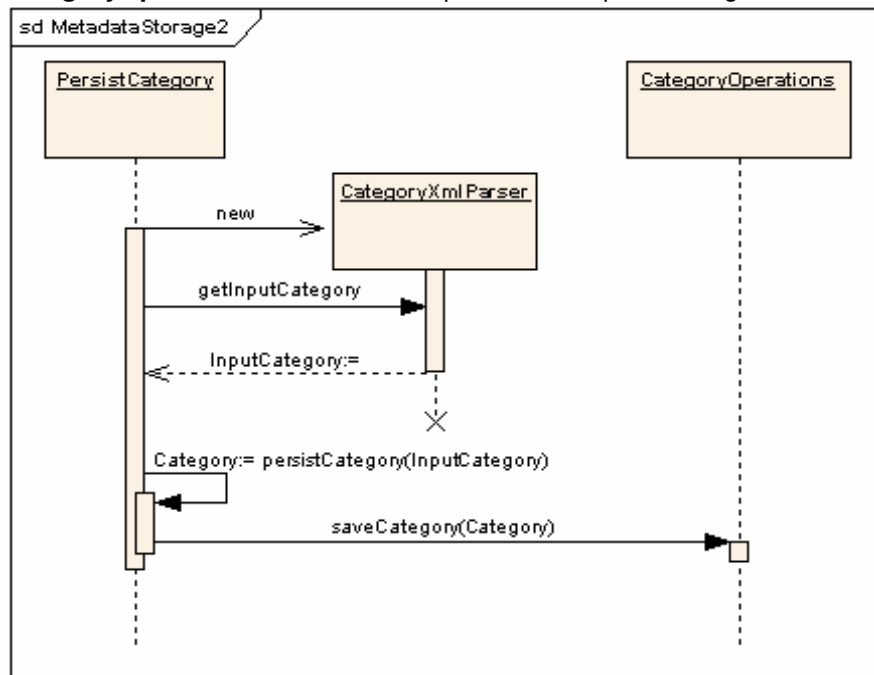 sd MetadataStorage2
PersistCategory
CategoryOperations
CategoryXmlParser
new
getInputCategory
InputCategory:=
Category:= persistCategory(InputCategory)
saveCategory(Category)